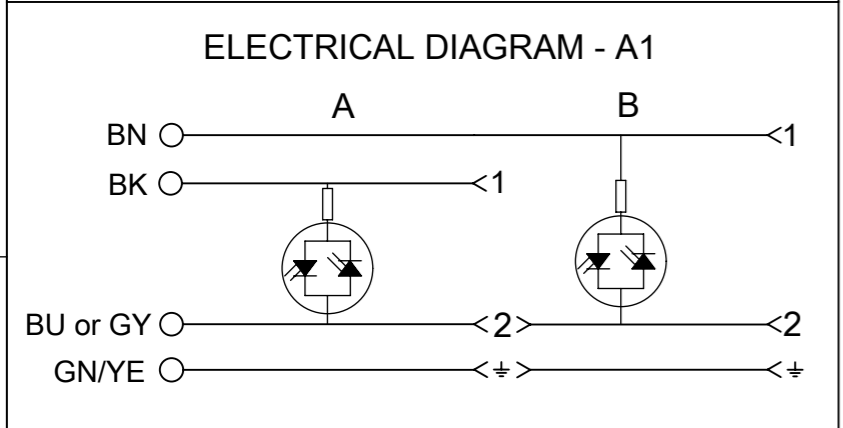 ELECTRICAL DIAGRAM - A1
A B
BN 1
BK 1
BU or GY 2 2
GN/YE ⏚ ⏚